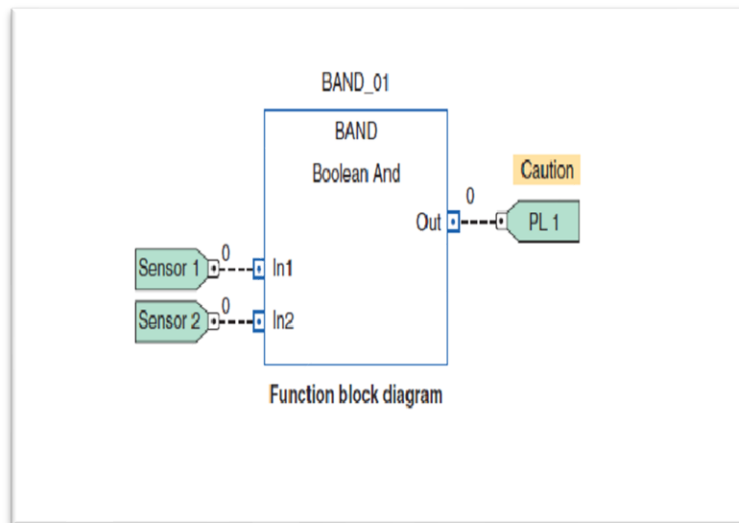 BAND_01
BAND
Boolean And
Caution
0
Out
PL 1
Sensor 1
0
In1
Sensor 2
0
In2
Function block diagram